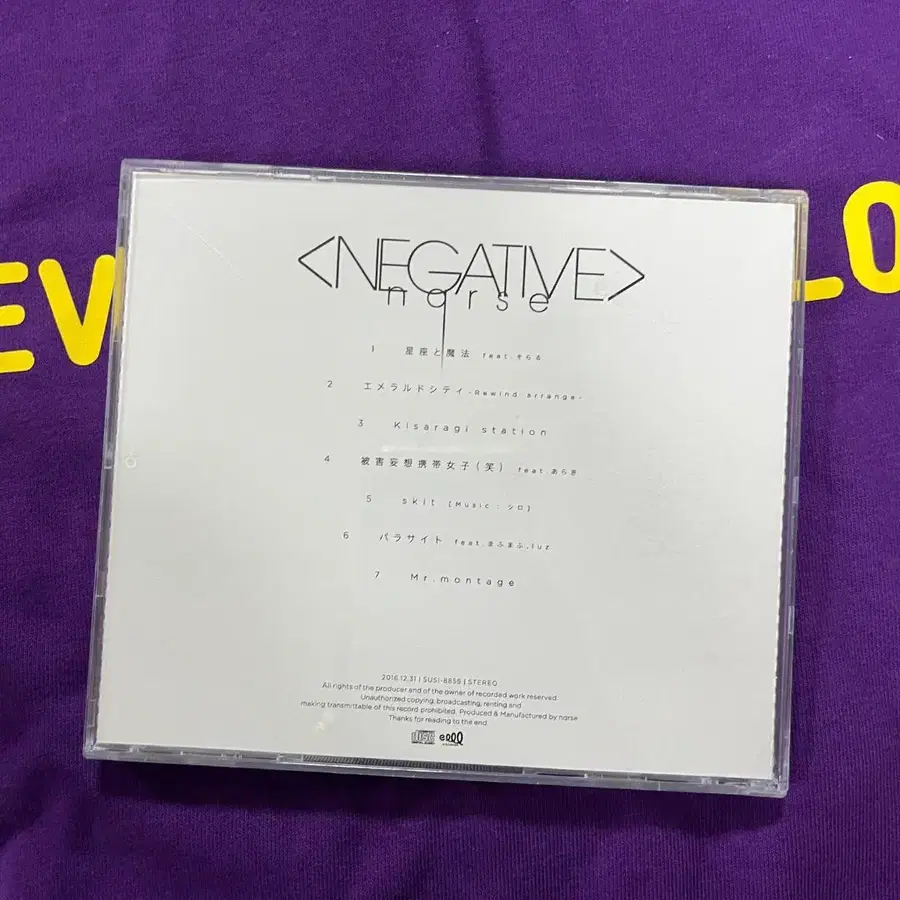 EV
LO
<NEGATIVE>
nqrse
1 星座と魔法 feat.そらる
2 エメラルドシティ-Rewind arrange-
3 Kisaragi station
4 被害妄想携帯女子(笑) feat.あらき
5 skit [Music : シロ]
6 パラサイト feat.まふまふ,luz
7 Mr.montage
2016.12.31 | SUSI-8856 | STEREO
All rights of the producer and of the owner of recorded work reserved.
Unauthorized copying, broadcasting, renting and
making transmittable of this record prohibited. Produced & Manufactured by nqrse
Thanks for reading to the end.
disc